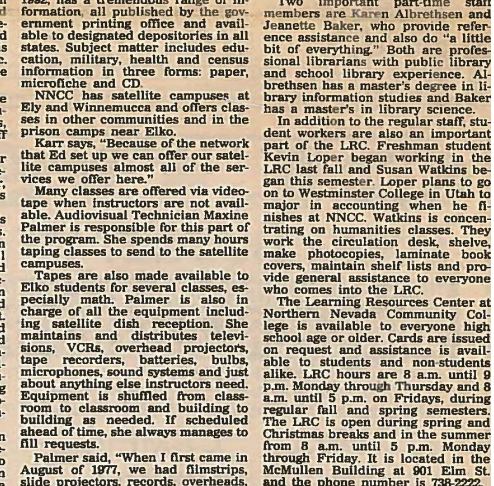 1982, has a tremendous range of in-
formation, all published by the gov-
ernment printing office and avail-
able to designated depositories in all
states. Subject matter includes edu-
cation, military, health and census
information in three forms: paper,
microfiche and CD.
NNCC has satellite campuses at
Ely and Winnemucca and offers clas-
ses in other communities and in the
prison camps near Elko.
Karr says, "Because of the network
that Ed set up we can offer our satel-
lite campuses almost all of the ser-
vices we offer here."
Many classes are offered via video-
tape when instructors are not avail-
able. Audiovisual Technician Maxine
Palmer is responsible for this part of
the program. She spends many hours
taping classes to send to the satellite
campuses.
Tapes are also made available to
Elko students for several classes, es-
pecially math. Palmer is also in
charge of all the equipment includ-
ing satellite dish reception. She
maintains and distributes televi-
sions, VCRs, overhead projectors,
tape recorders, batteries, bulbs,
microphones, sound systems and just
about anything else instructors need.
Equipment is shuffled from class-
room to classroom and building to
building as needed. If scheduled
ahead of time, she always manages to
fill requests.
Palmer said, "When I first came in
August of 1977, we had filmstrips,
slide projectors, records, overheads,
Two important part-time staff
members are Karen Albrethsen and
Jeanette Baker, who provide refer-
ence assistance and also do "a little
bit of everything." Both are profes-
sional librarians with public library
and school library experience. Al-
brethsen has a master's degree in li-
brary information studies and Baker
has a master's in library science.
In addition to the regular staff, stu-
dent workers are also an important
part of the LRC. Freshman student
Kevin Loper began working in the
LRC last fall and Susan Watkins be-
gan this semester. Loper plans to go
on to Westminster College in Utah to
major in accounting when he fi-
nishes at NNCC. Watkins is concen-
trating on humanities classes. They
work the circulation desk, shelve,
make photocopies, laminate book
covers, maintain shelf lists and pro-
vide general assistance to everyone
who comes into the LRC.
The Learning Resources Center at
Northern Nevada Community Col-
lege is available to everyone high
school age or older. Cards are issued
on request and assistance is avail-
able to students and non-students
alike. LRC hours are 8 a.m. until 9
p.m. Monday through Thursday and 8
a.m. until 5 p.m. on Fridays, during
regular fall and spring semesters.
The LRC is open during spring and
Christmas breaks and in the summer
from 8 a.m. until 5 p.m. Monday
through Friday. It is located in the
McMullen Building at 901 Elm St.
and the phone number is 738-2222.